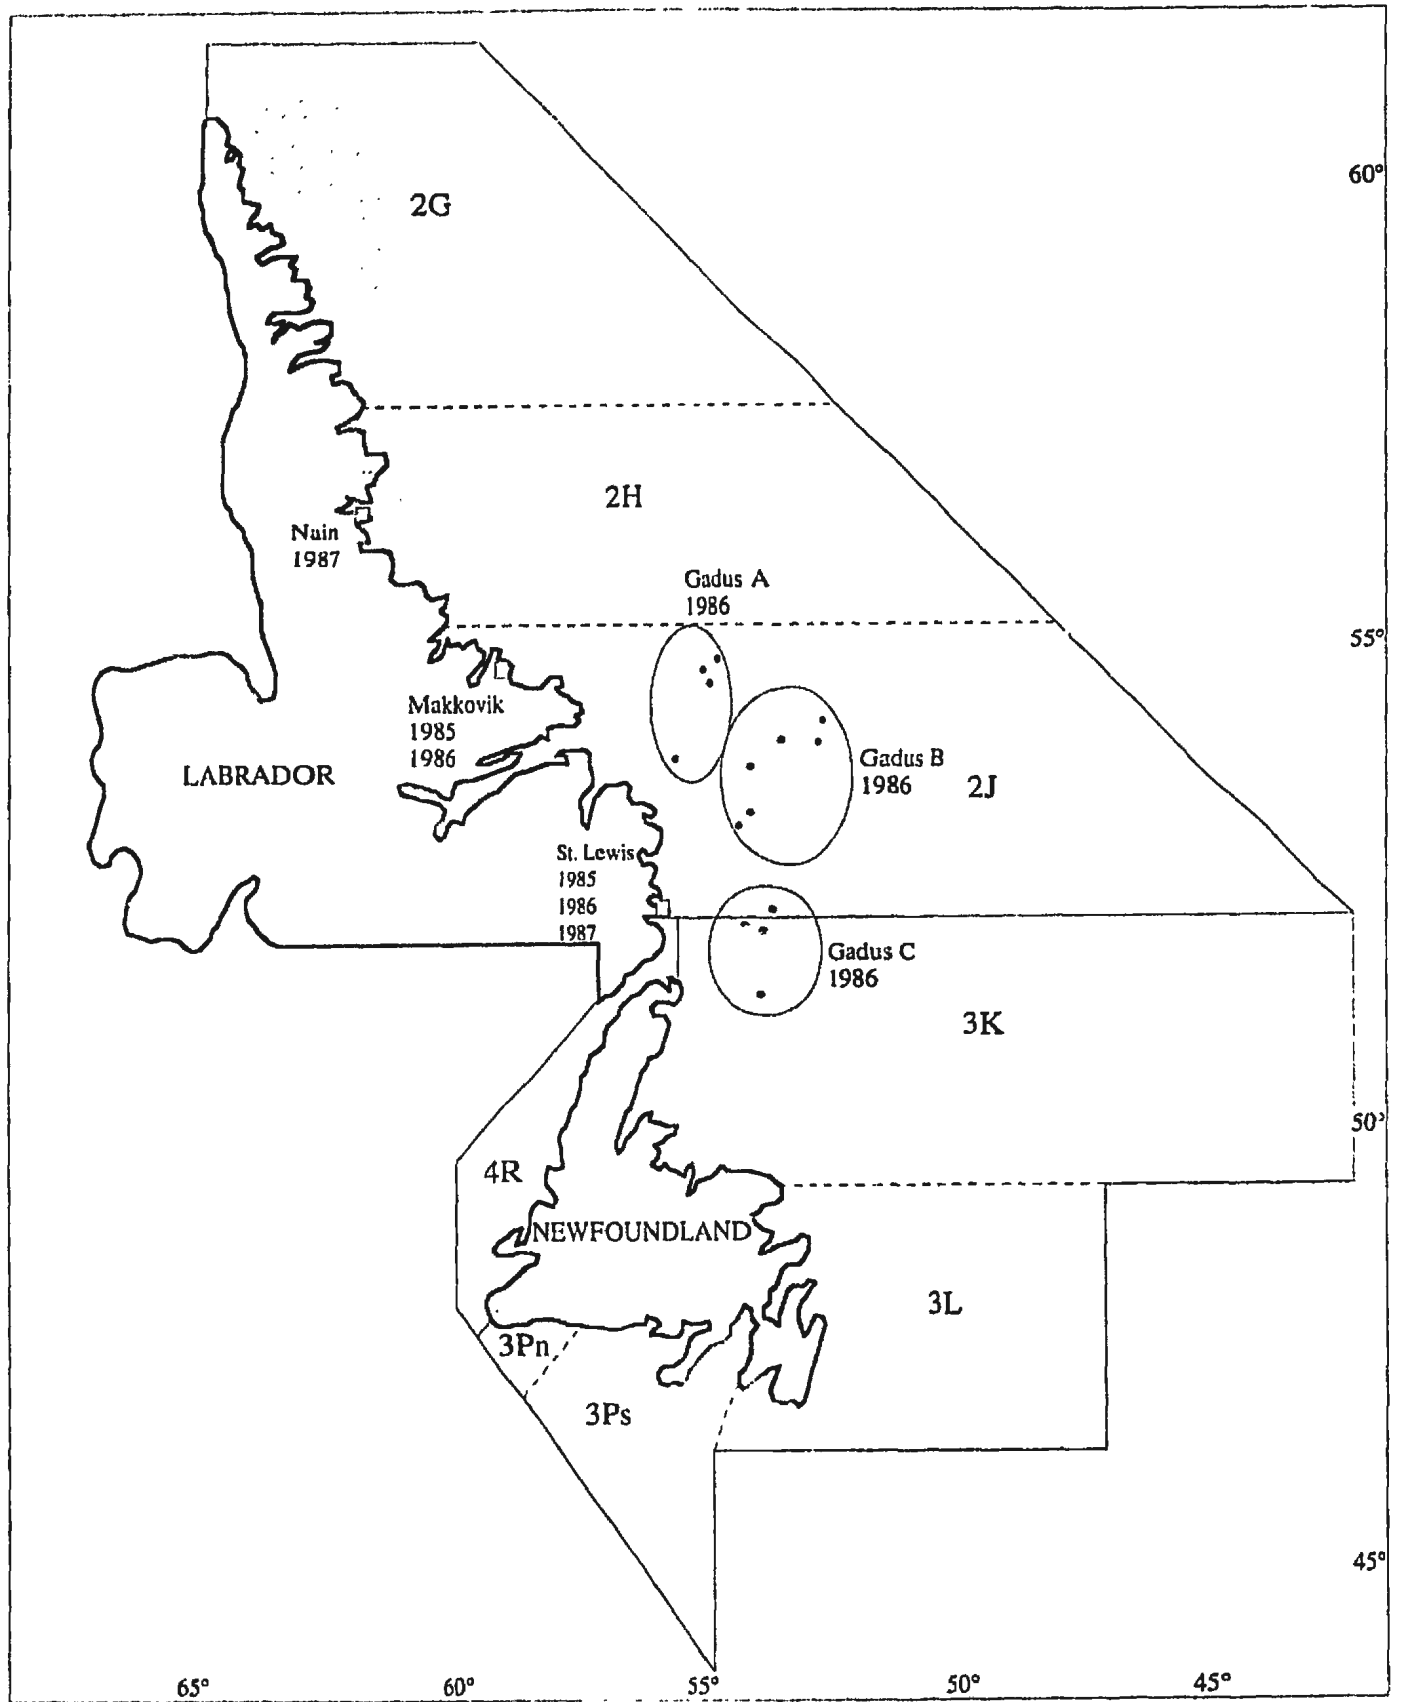 60°
2G
2H
Nain
1987
Gadus A
1986
55°
Makkovik
1985
1986
LABRADOR
Gadus B
1986
2J
St. Lewis
1985
1986
1987
Gadus C
1986
3K
50°
4R
NEWFOUNDLAND
3L
3Pn
3Ps
45°
65°
60°
55°
50°
45°